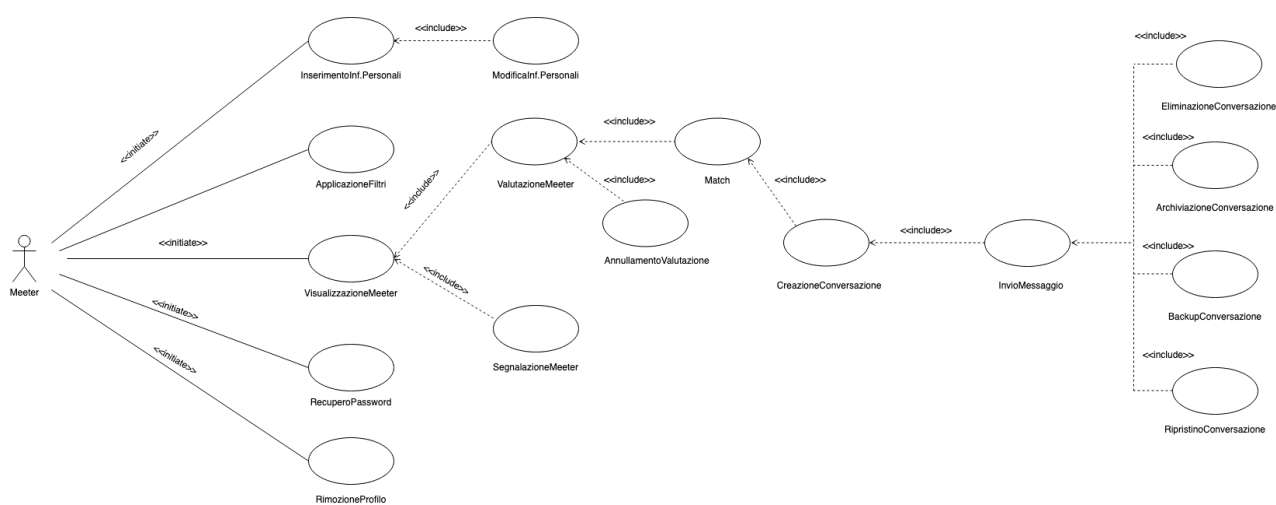 <<include>>
<<include>>
InserimentoInf.Personali
ModificaInf.Personali
<<include>>
EliminazioneConversazione
<<initiate>>
<<include>>
<<include>>
ApplicazioneFiltri
ValutazioneMeeter
Match
<<include>>
<<include>>
<<include>>
ArchiviazioneConversazione
<<initiate>>
<<include>>
<<include>>
Meeter
VisualizzazioneMeeter
AnnullamentoValutazione
CreazioneConversazione
InvioMessaggio
<<include>>
BackupConversazione
<<initiate>>
<<include>>
SegnalazioneMeeter
<<initiate>>
RecuperoPassword
RipristinoConversazione
RimozioneProfilo